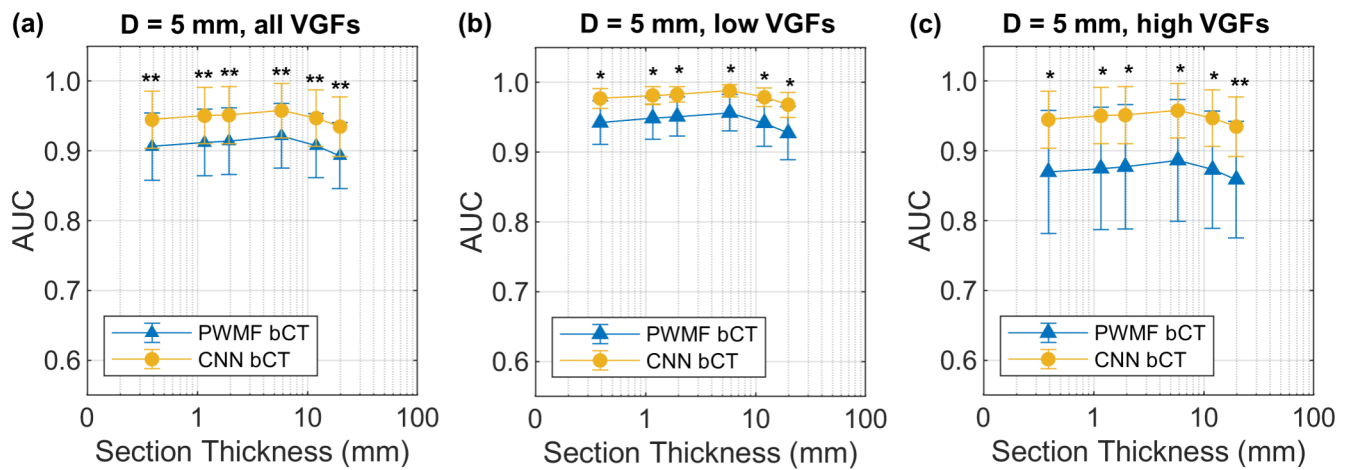 (a) D = 5 mm, all VGFs
** ** ** ** ** **
AUC
1.0
0.9
0.8
0.7
0.6
PWMF bCT
CNN bCT
0 1 10 100
Section Thickness (mm)
(b) D = 5 mm, low VGFs
* * * * * *
AUC
1.0
0.9
0.8
0.7
0.6
PWMF bCT
CNN bCT
0 1 10 100
Section Thickness (mm)
(c) D = 5 mm, high VGFs
* * * * * **
AUC
1.0
0.9
0.8
0.7
0.6
PWMF bCT
CNN bCT
0 1 10 100
Section Thickness (mm)